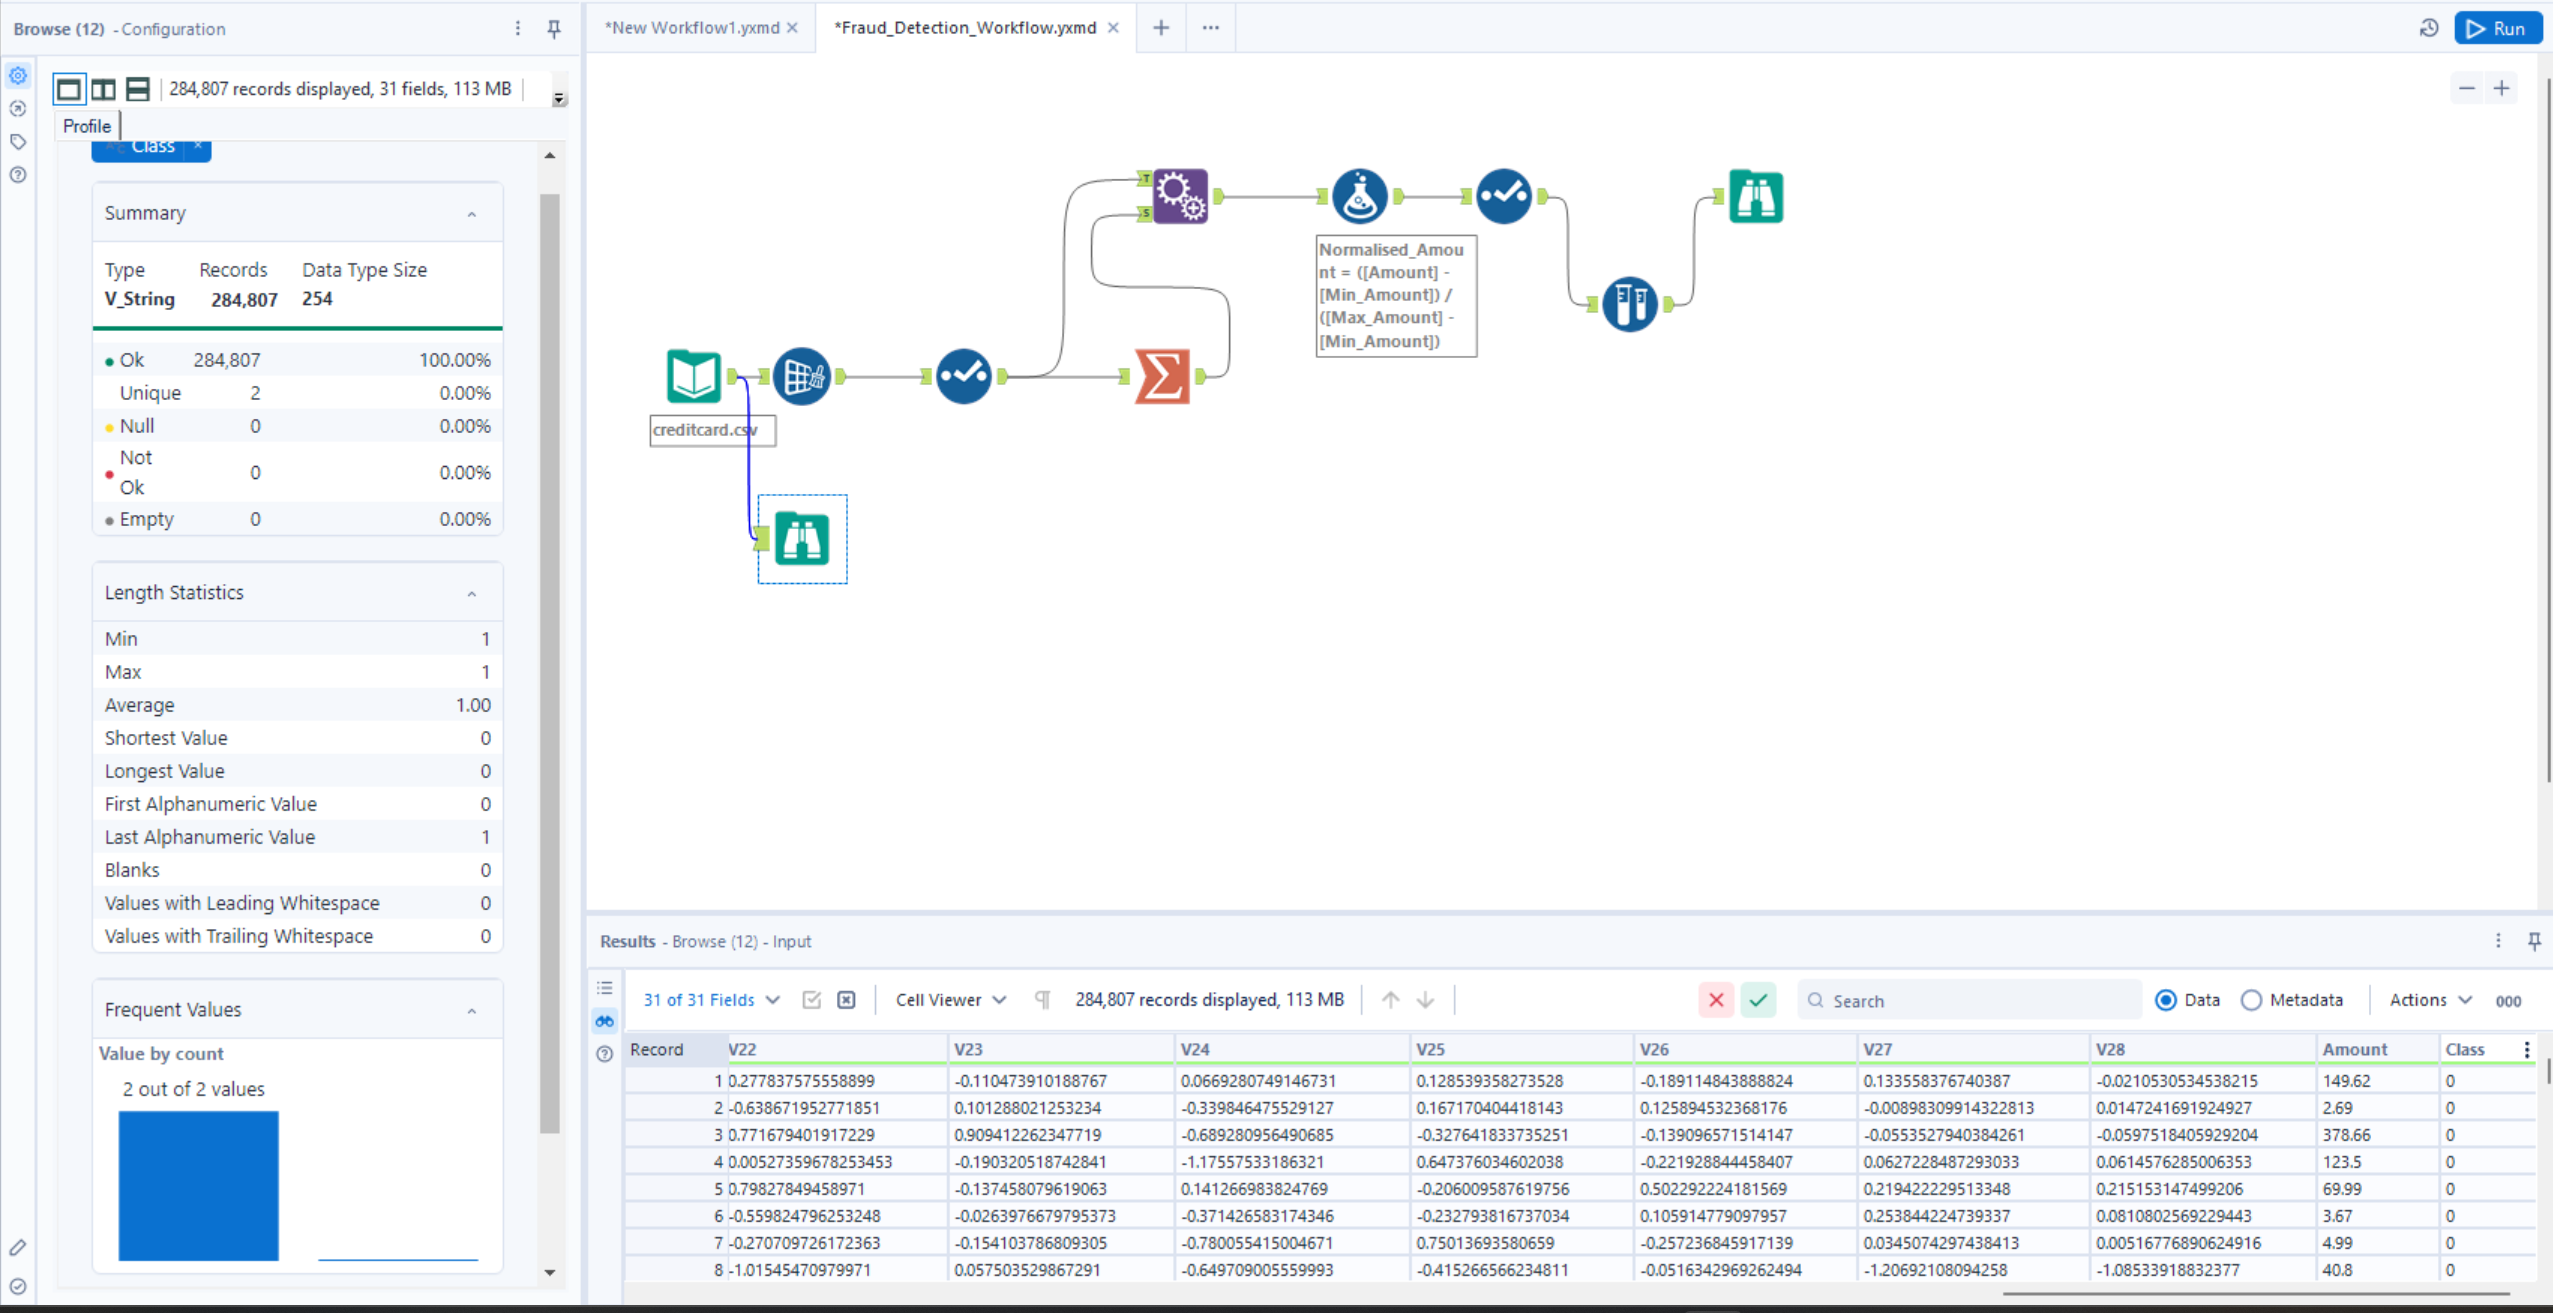 Browse (12) - Configuration
284,807 records displayed, 31 fields, 113 MB
Profile
Class ×
Summary
Type Records Data Type Size
V_String 284,807 254
Ok 284,807 100.00%
Unique 2 0.00%
Null 0 0.00%
Not Ok 0 0.00%
Empty 0 0.00%
Length Statistics
Min 1
Max 1
Average 1.00
Shortest Value 0
Longest Value 0
First Alphanumeric Value 0
Last Alphanumeric Value 1
Blanks 0
Values with Leading Whitespace 0
Values with Trailing Whitespace 0
Frequent Values
Value by count
2 out of 2 values
*New Workflow1.yxmd
*Fraud_Detection_Workflow.yxmd
Run
T
S
Normalised_Amou
nt = ([Amount] -
[Min_Amount]) /
([Max_Amount] -
[Min_Amount])
creditcard.csv
Results - Browse (12) - Input
31 of 31 Fields Cell Viewer 284,807 records displayed, 113 MB Search Data Metadata Actions 000
Record V22 V23 V24 V25 V26 V27 V28 Amount Class
1 0.277837575558899 -0.110473910188767 0.0669280749146731 0.128539358273528 -0.189114843888824 0.133558376740387 -0.0210530534538215 149.62 0
2 -0.638671952771851 0.101288021253234 -0.339846475529127 0.167170404418143 0.125894532368176 -0.00898309914322813 0.0147241691924927 2.69 0
3 0.771679401917229 0.909412262347719 -0.689280956490685 -0.327641833735251 -0.139096571514147 -0.0553527940384261 -0.0597518405929204 378.66 0
4 0.00527359678253453 -0.190320518742841 -1.17557533186321 0.647376034602038 -0.221928844458407 0.0627228487293033 0.0614576285006353 123.5 0
5 0.79827849458971 -0.137458079619063 0.141266983824769 -0.206009587619756 0.502292224181569 0.219422229513348 0.215153147499206 69.99 0
6 -0.559824796253248 -0.0263976679795373 -0.371426583174346 -0.232793816737034 0.105914779097957 0.253844224739337 0.0810802569229443 3.67 0
7 -0.270709726172363 -0.154103786809305 -0.780055415004671 0.75013693580659 -0.257236845917139 0.0345074297438413 0.00516776890624916 4.99 0
8 -1.01545470979971 0.057503529867291 -0.649709005559993 -0.415266566234811 -0.0516342969262494 -1.20692108094258 -1.08533918832377 40.8 0